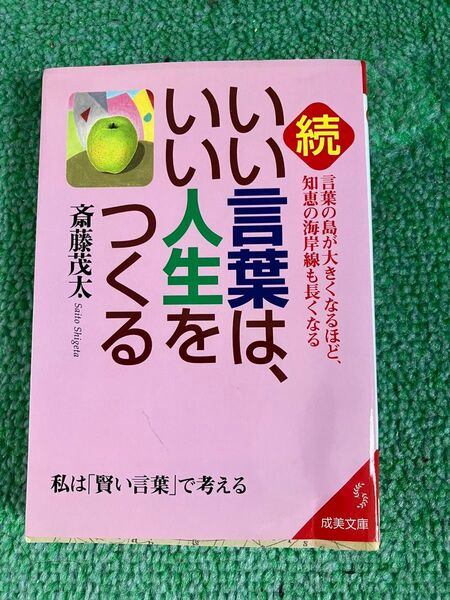 続
言葉の島が大きくなるほど、
知恵の海岸線も長くなる
いい言葉は、
いい人生を
つくる
斎藤茂太
Saito Shigeta
私は「賢い言葉」で考える
成美文庫